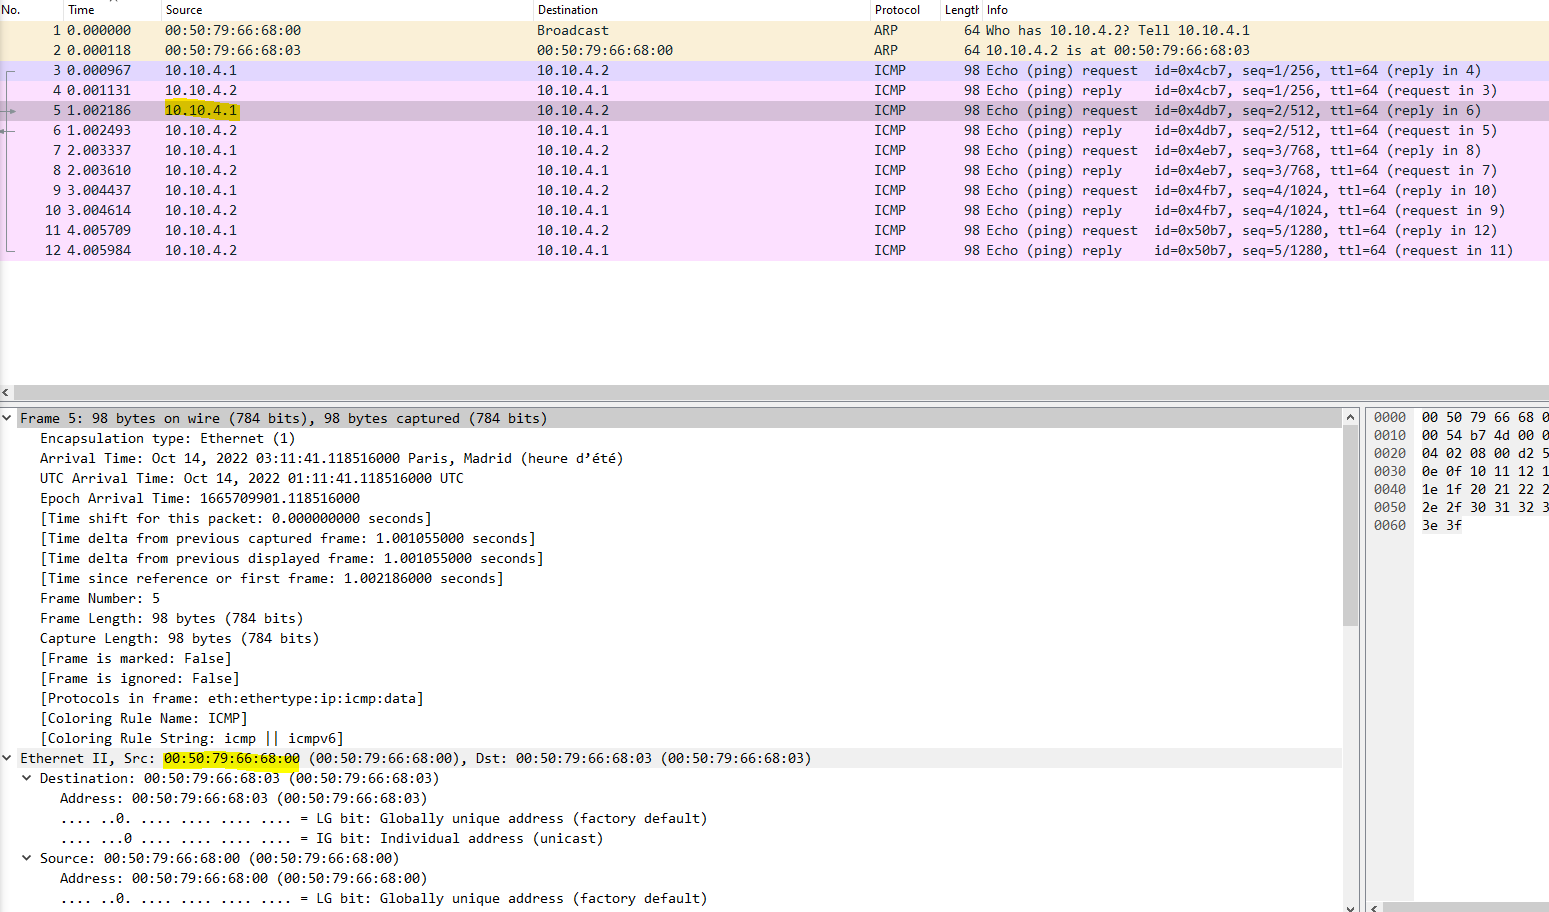 No. Time Source Destination Protocol Length Info
1 0.000000 00:50:79:66:68:00 Broadcast ARP 64 Who has 10.10.4.2? Tell 10.10.4.1
2 0.000118 00:50:79:66:68:03 00:50:79:66:68:00 ARP 64 10.10.4.2 is at 00:50:79:66:68:03
3 0.000967 10.10.4.1 10.10.4.2 ICMP 98 Echo (ping) request id=0x4cb7, seq=1/256, ttl=64 (reply in 4)
4 0.001131 10.10.4.2 10.10.4.1 ICMP 98 Echo (ping) reply id=0x4cb7, seq=1/256, ttl=64 (request in 3)
5 1.002186 10.10.4.1 10.10.4.2 ICMP 98 Echo (ping) request id=0x4db7, seq=2/512, ttl=64 (reply in 6)
6 1.002493 10.10.4.2 10.10.4.1 ICMP 98 Echo (ping) reply id=0x4db7, seq=2/512, ttl=64 (request in 5)
7 2.003337 10.10.4.1 10.10.4.2 ICMP 98 Echo (ping) request id=0x4eb7, seq=3/768, ttl=64 (reply in 8)
8 2.003610 10.10.4.2 10.10.4.1 ICMP 98 Echo (ping) reply id=0x4eb7, seq=3/768, ttl=64 (request in 7)
9 3.004437 10.10.4.1 10.10.4.2 ICMP 98 Echo (ping) request id=0x4fb7, seq=4/1024, ttl=64 (reply in 10)
10 3.004614 10.10.4.2 10.10.4.1 ICMP 98 Echo (ping) reply id=0x4fb7, seq=4/1024, ttl=64 (request in 9)
11 4.005709 10.10.4.1 10.10.4.2 ICMP 98 Echo (ping) request id=0x50b7, seq=5/1280, ttl=64 (reply in 12)
12 4.005984 10.10.4.2 10.10.4.1 ICMP 98 Echo (ping) reply id=0x50b7, seq=5/1280, ttl=64 (request in 11)
Frame 5: 98 bytes on wire (784 bits), 98 bytes captured (784 bits)
Encapsulation type: Ethernet (1)
Arrival Time: Oct 14, 2022 03:11:41.118516000 Paris, Madrid (heure d’été)
UTC Arrival Time: Oct 14, 2022 01:11:41.118516000 UTC
Epoch Arrival Time: 1665709901.118516000
[Time shift for this packet: 0.000000000 seconds]
[Time delta from previous captured frame: 1.001055000 seconds]
[Time delta from previous displayed frame: 1.001055000 seconds]
[Time since reference or first frame: 1.002186000 seconds]
Frame Number: 5
Frame Length: 98 bytes (784 bits)
Capture Length: 98 bytes (784 bits)
[Frame is marked: False]
[Frame is ignored: False]
[Protocols in frame: eth:ethertype:ip:icmp:data]
[Coloring Rule Name: ICMP]
[Coloring Rule String: icmp || icmpv6]
Ethernet II, Src: 00:50:79:66:68:00 (00:50:79:66:68:00), Dst: 00:50:79:66:68:03 (00:50:79:66:68:03)
Destination: 00:50:79:66:68:03 (00:50:79:66:68:03)
Address: 00:50:79:66:68:03 (00:50:79:66:68:03)
.... ..0. .... .... .... .... = LG bit: Globally unique address (factory default)
.... ...0 .... .... .... .... = IG bit: Individual address (unicast)
Source: 00:50:79:66:68:00 (00:50:79:66:68:00)
Address: 00:50:79:66:68:00 (00:50:79:66:68:00)
.... ..0. .... .... .... .... = LG bit: Globally unique address (factory default)
0000 00 50 79 66 68 0
0010 00 54 b7 4d 00 0
0020 04 02 08 00 d2 5
0030 0e 0f 10 11 12 1
0040 1e 1f 20 21 22 2
0050 2e 2f 30 31 32 3
0060 3e 3f